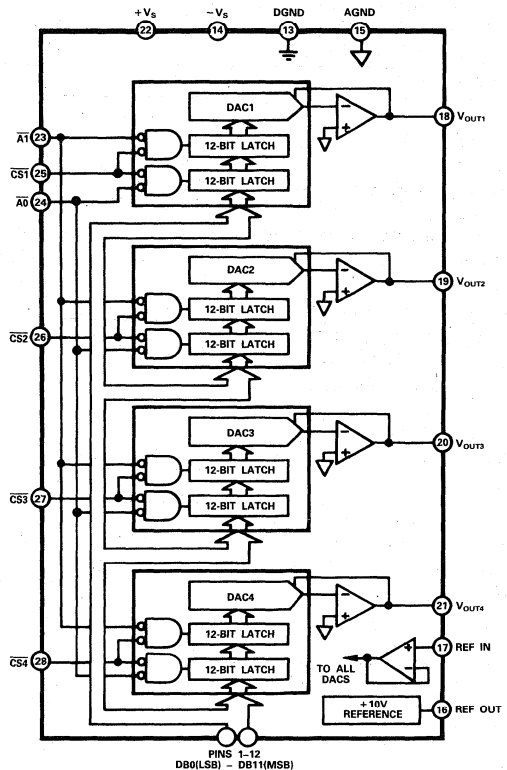 +VS −VS DGND AGND
22 14 13 15
DAC1
18 VOUT1
A1 23
12-BIT LATCH
CS1 25
12-BIT LATCH
A0 24
DAC2
19 VOUT2
12-BIT LATCH
CS2 26
12-BIT LATCH
DAC3
20 VOUT3
12-BIT LATCH
CS3 27
12-BIT LATCH
DAC4
21 VOUT4
12-BIT LATCH
17 REF IN
CS4 28
12-BIT LATCH
TO ALL
DACS
+10V
REFERENCE
16 REF OUT
PINS 1–12
DB0(LSB) – DB11(MSB)